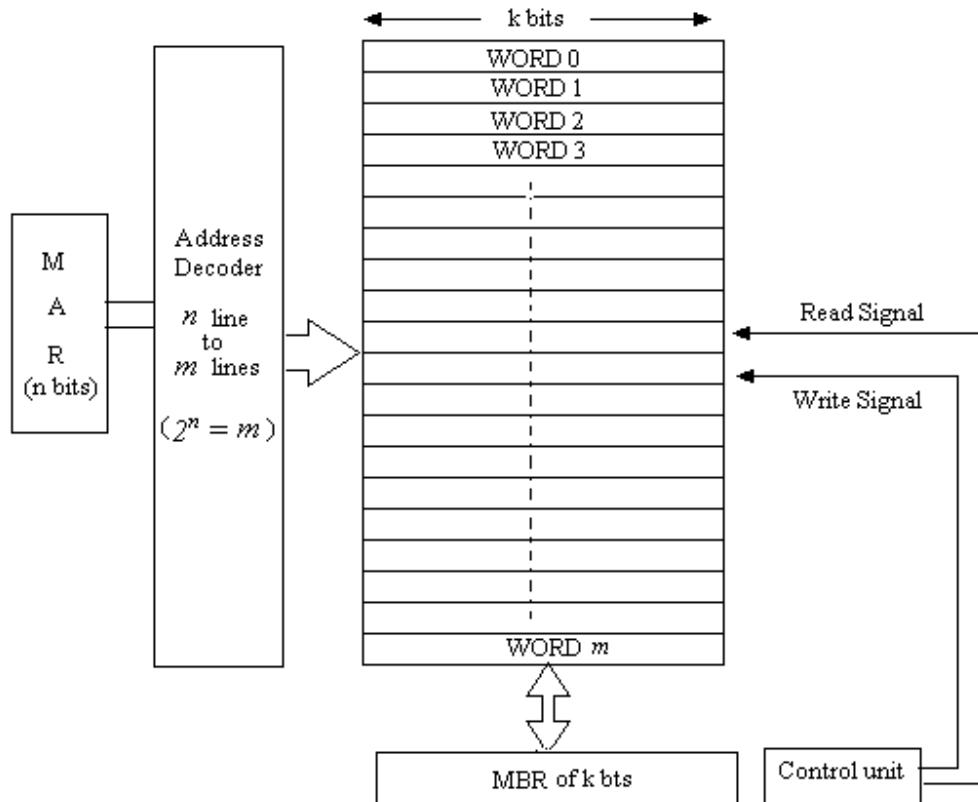 k bits
WORD 0
WORD 1
WORD 2
WORD 3
M
A
R
(n bits)
Address
Decoder
n line
to
m lines
(2ⁿ = m)
Read Signal
Write Signal
WORD m
MBR of k bts
Control unit